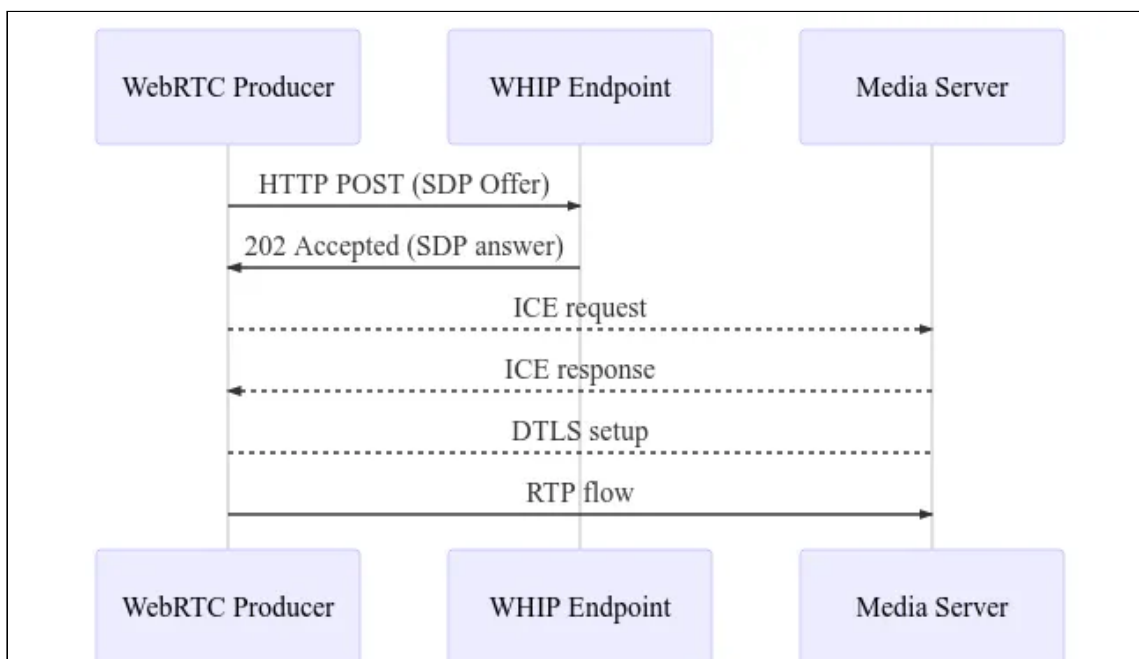 WebRTC Producer
WHIP Endpoint
Media Server
HTTP POST (SDP Offer)
202 Accepted (SDP answer)
ICE request
ICE response
DTLS setup
RTP flow
WebRTC Producer
WHIP Endpoint
Media Server